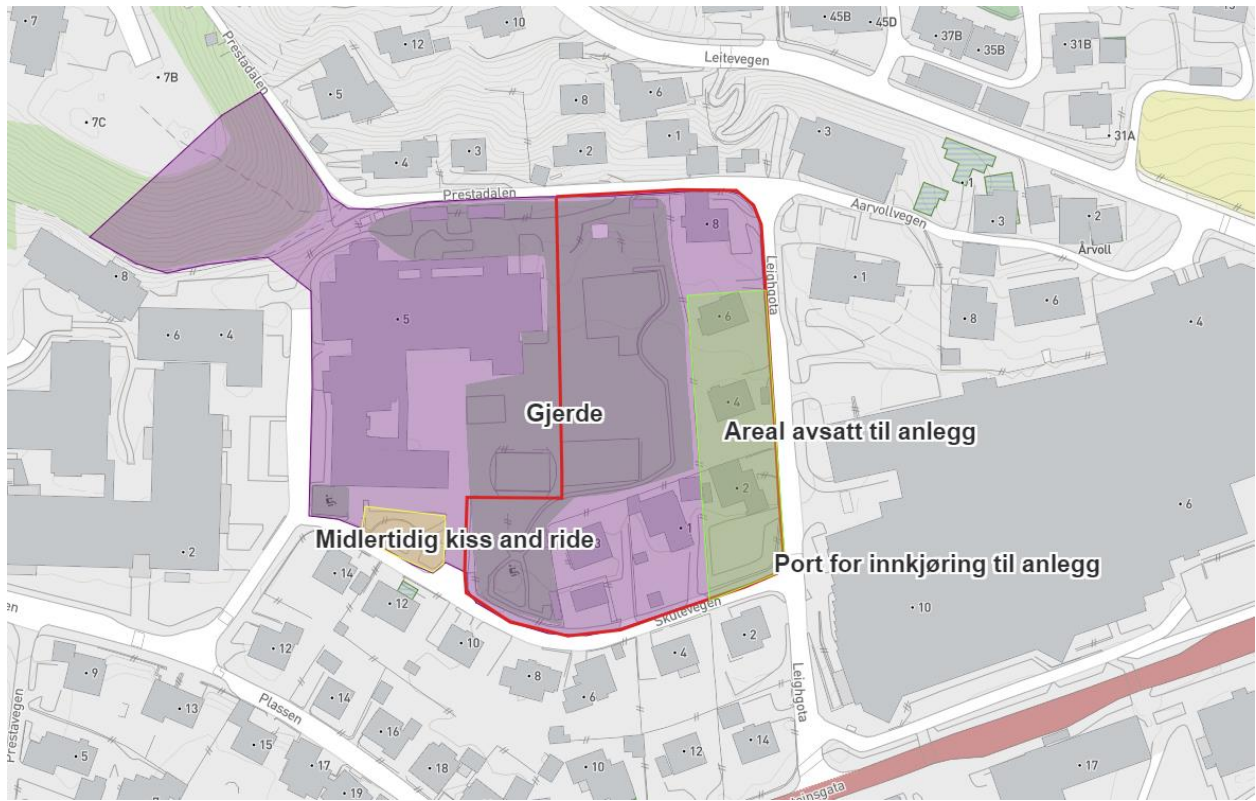 7
10
12
45B
45D
37B
35B
31B
Prestadalen
Leitevegen
7B
5
8
6
7C
1
3
31A
4
3
2
1
Prestadalen
Aarvollvegen
3
2
8
Årvoll
8
Leighgota
1
6
5
6
4
6
8
4
4
Gjerde
Areal avsatt til anlegg
2
6
Midlertidig kiss and ride
3
1
2
Port for innkjøring til anlegg
14
12
Skutevegen
10
12
10
2
4
9
14
8
6
Leighgota
13
Plassen
16
12
14
Prestavegen
5
15
18
10
17
17
19